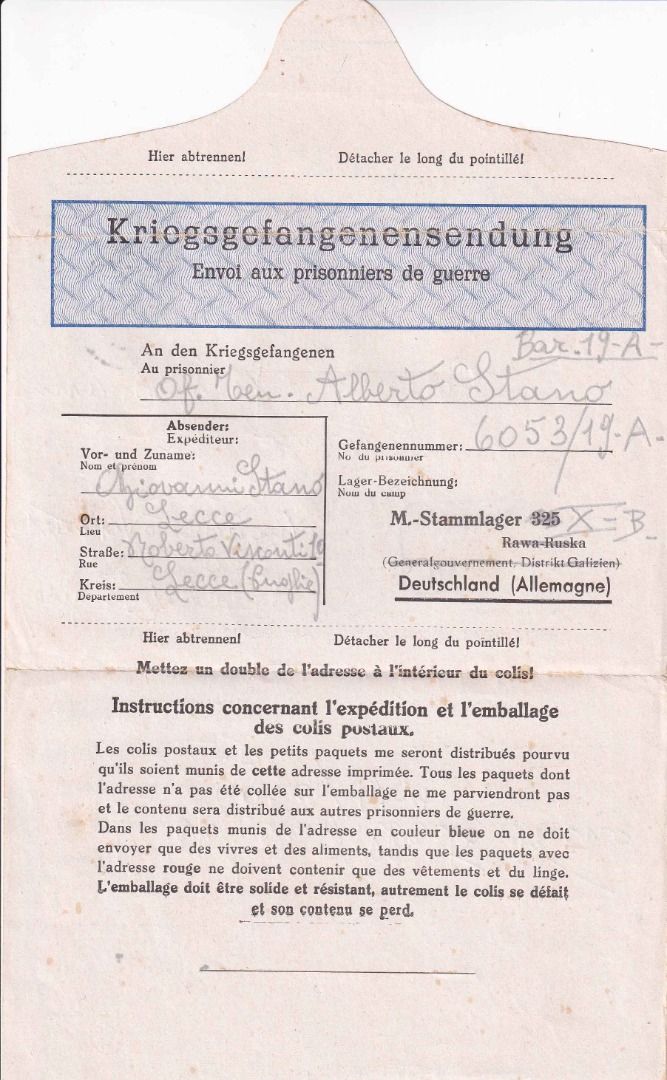 Hier abtrennen! Détacher le long du pointillé!
Kriegsgefangenensendung
Envoi aux prisonniers de guerre
Bar. 19-A-
An den Kriegsgefangenen
Au prisonnier
Of. Ten. Alberto Stano
Absender:
Expéditeur:
Vor- und Zuname:
Nom et prénom
Giovanni Stano
Ort: Lecce
Lieu
Straße: Roberto Visconti
Rue
Kreis: Lecce (Puglie)
Departement
Gefangenennummer: 6053/19-A-
No du prisonnier
Lager-Bezeichnung:
Nom du camp
M.-Stammlager 325 X=B-
Rawa-Ruska
(Generalgouvernement, Distrikt Galizien)
Deutschland (Allemagne)
Hier abtrennen! Détacher le long du pointillé!
Mettez un double de l'adresse à l'intérieur du colis!
Instructions concernant l'expédition et l'emballage
des colis postaux.
Les colis postaux et les petits paquets me seront distribués pourvu
qu'ils soient munis de cette adresse imprimée. Tous les paquets dont
l'adresse n'a pas été collée sur l'emballage ne me parviendront pas
et le contenu sera distribué aux autres prisonniers de guerre.
Dans les paquets munis de l'adresse en couleur bleue on ne doit
envoyer que des vivres et des aliments, tandis que les paquets avec
l'adresse rouge ne doivent contenir que des vêtements et du linge.
L'emballage doit être solide et résistant, autrement le colis se défait
et son contenu se perd.